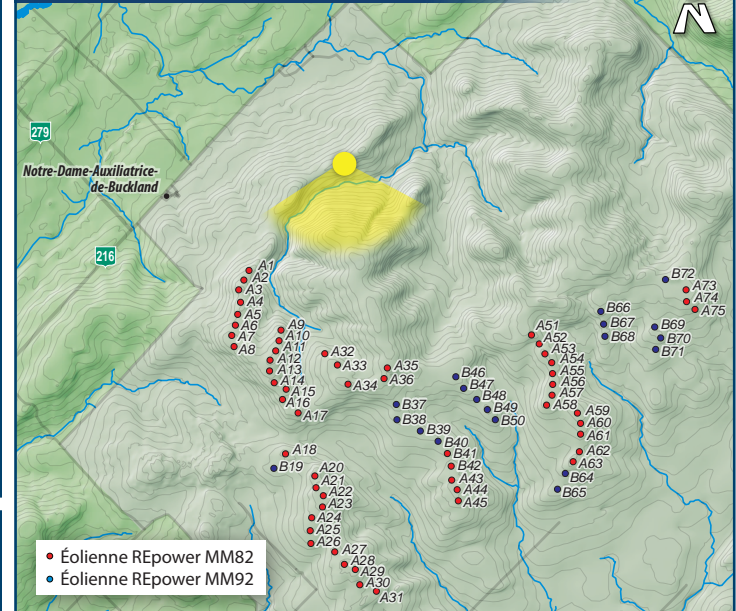 N
279
Notre-Dame-Auxiliatrice-
de-Buckland
216
A1
A2
A3
A4
A5
A6
A7
A8
A9
A10
A11
A12
A13
A14
A15
A16
A17
A18
B19
A20
A21
A22
A23
A24
A25
A26
A27
A28
A29
A30
A31
A32
A33
A34
A35
A36
B37
B38
B39
B40
B41
B42
A43
A44
A45
B46
B47
B48
B49
B50
A51
A52
A53
A54
A55
A56
A57
A58
A59
A60
A61
A62
A63
B64
B65
B66
B67
B68
B69
B70
B71
B72
A73
A74
A75
Éolienne REpower MM82
Éolienne REpower MM92